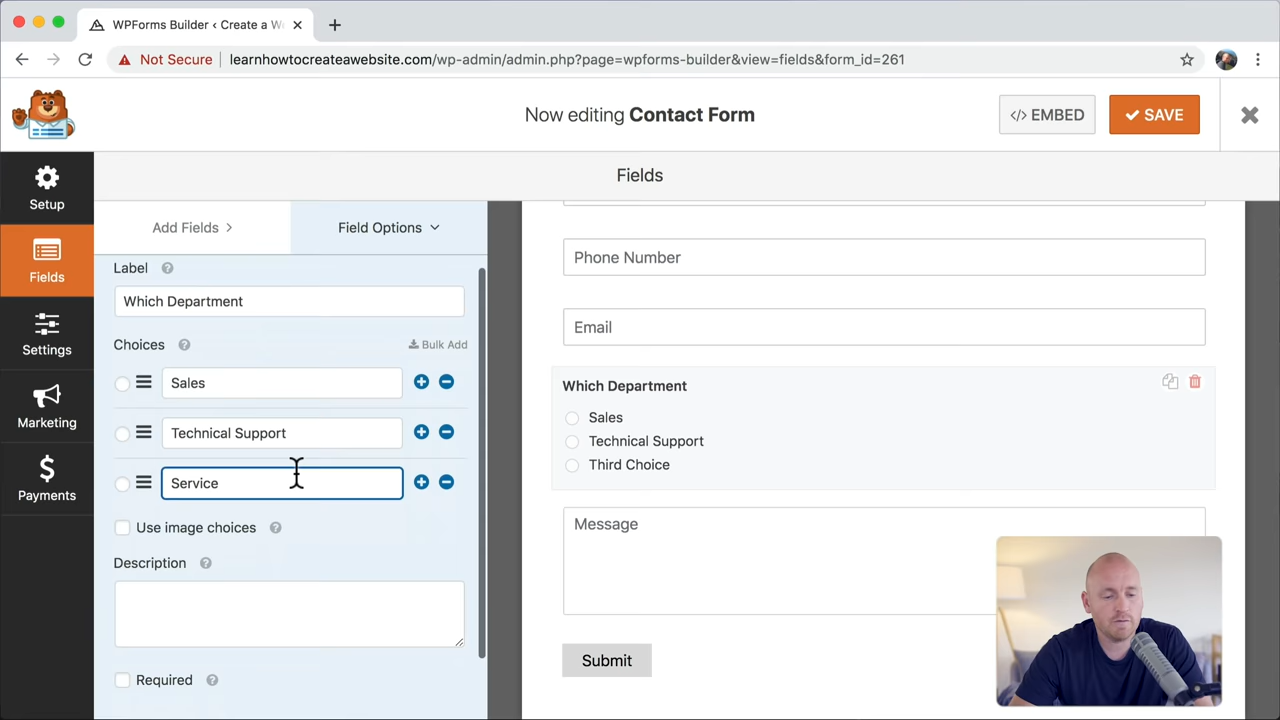 WPForms Builder ‹ Create a W
Not Secure
learnhowtocreateawebsite.com/wp-admin/admin.php?page=wpforms-builder&view=fields&form_id=261
Now editing Contact Form
</> EMBED
SAVE
Setup
Fields
Settings
Marketing
Payments
Fields
Add Fields
Field Options
Label
Which Department
Choices
Bulk Add
Sales
Technical Support
Service
Use image choices
Description
Required
Phone Number
Email
Which Department
Sales
Technical Support
Third Choice
Message
Submit